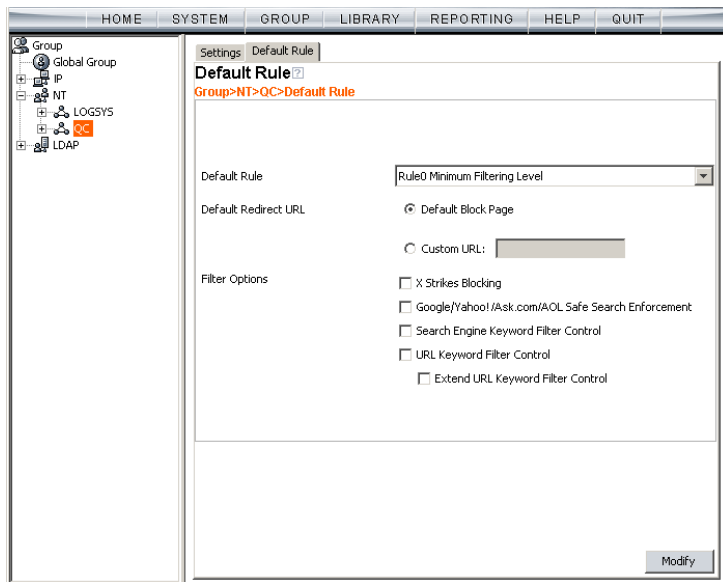 HOME SYSTEM GROUP LIBRARY REPORTING HELP QUIT
Group
Global Group
IP
NT
LOGSYS
QC
LDAP
Settings Default Rule
Default Rule ?
Group>NT>QC>Default Rule
Default Rule Rule0 Minimum Filtering Level
Default Redirect URL Default Block Page
Custom URL:
Filter Options X Strikes Blocking
Google/Yahoo!/Ask.com/AOL Safe Search Enforcement
Search Engine Keyword Filter Control
URL Keyword Filter Control
Extend URL Keyword Filter Control
Modify